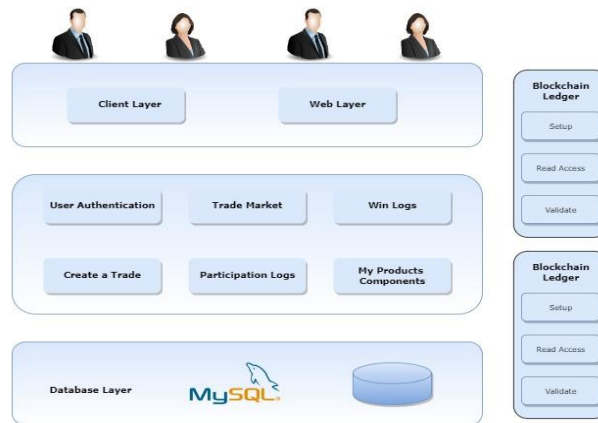 Client Layer
Web Layer
User Authentication
Trade Market
Win Logs
Create a Trade
Participation Logs
My Products
Components
Database Layer
MySQL
Blockchain
Ledger
Setup
Read Access
Validate
Blockchain
Ledger
Setup
Read Access
Validate